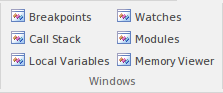 Breakpoints Watches
Call Stack Modules
Local Variables Memory Viewer
Windows